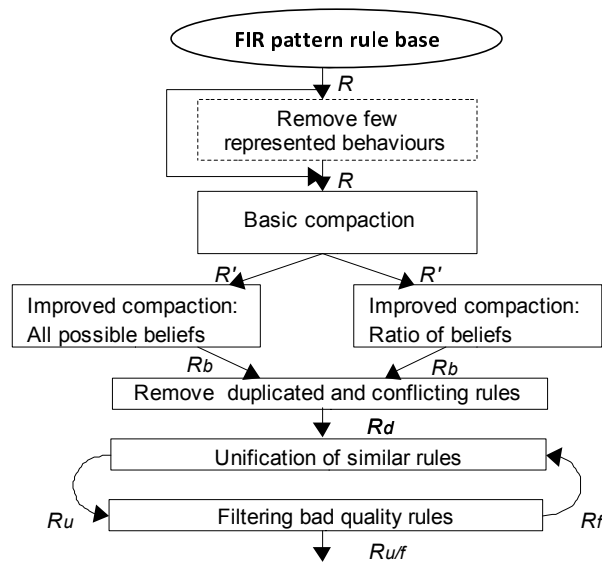 FIR pattern rule base
R
Remove few
represented behaviours
R
Basic compaction
R'
R'
Improved compaction:
All possible beliefs
Improved compaction:
Ratio of beliefs
Rb
Rb
Remove duplicated and conflicting rules
Rd
Unification of similar rules
Ru
Rf
Filtering bad quality rules
Ru/f